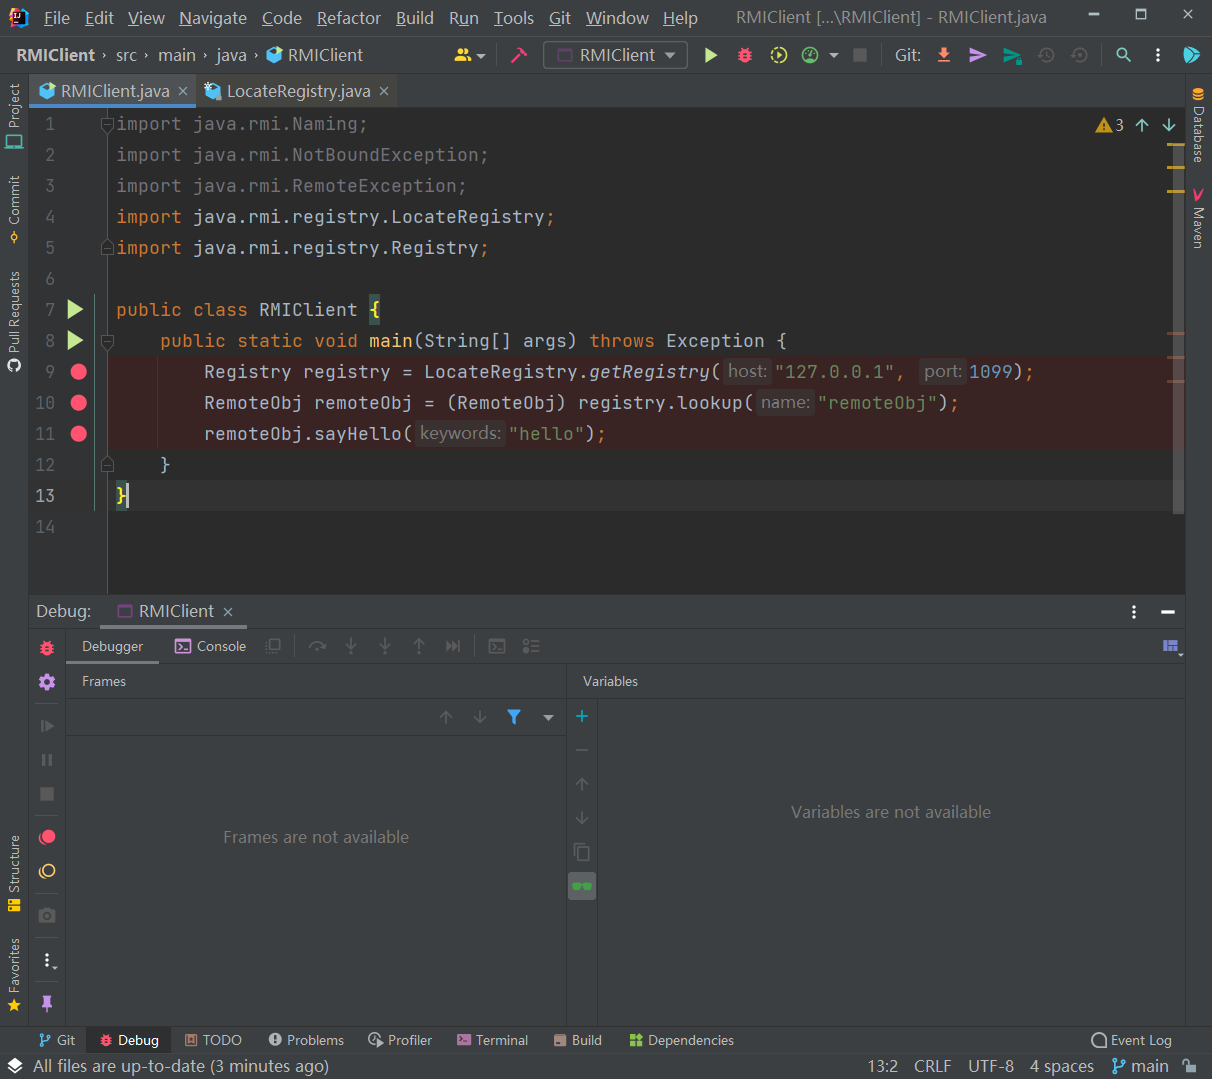 File Edit View Navigate Code Refactor Build Run Tools Git Window Help RMIClient [...\RMIClient] - RMIClient.java
RMIClient › src › main › java › RMIClient RMIClient Git:
RMIClient.java × LocateRegistry.java ×
Project
Commit
Pull Requests
Structure
Favorites
Database
Maven
3
1 import java.rmi.Naming;
2 import java.rmi.NotBoundException;
3 import java.rmi.RemoteException;
4 import java.rmi.registry.LocateRegistry;
5 import java.rmi.registry.Registry;
6
7 public class RMIClient {
8 public static void main(String[] args) throws Exception {
9 Registry registry = LocateRegistry.getRegistry( host: "127.0.0.1", port: 1099);
10 RemoteObj remoteObj = (RemoteObj) registry.lookup( name: "remoteObj");
11 remoteObj.sayHello( keywords: "hello");
12 }
13 }
14
Debug: RMIClient ×
Debugger Console
Frames Variables
Frames are not available
Variables are not available
Git Debug TODO Problems Profiler Terminal Build Dependencies Event Log
All files are up-to-date (3 minutes ago) 13:2 CRLF UTF-8 4 spaces main